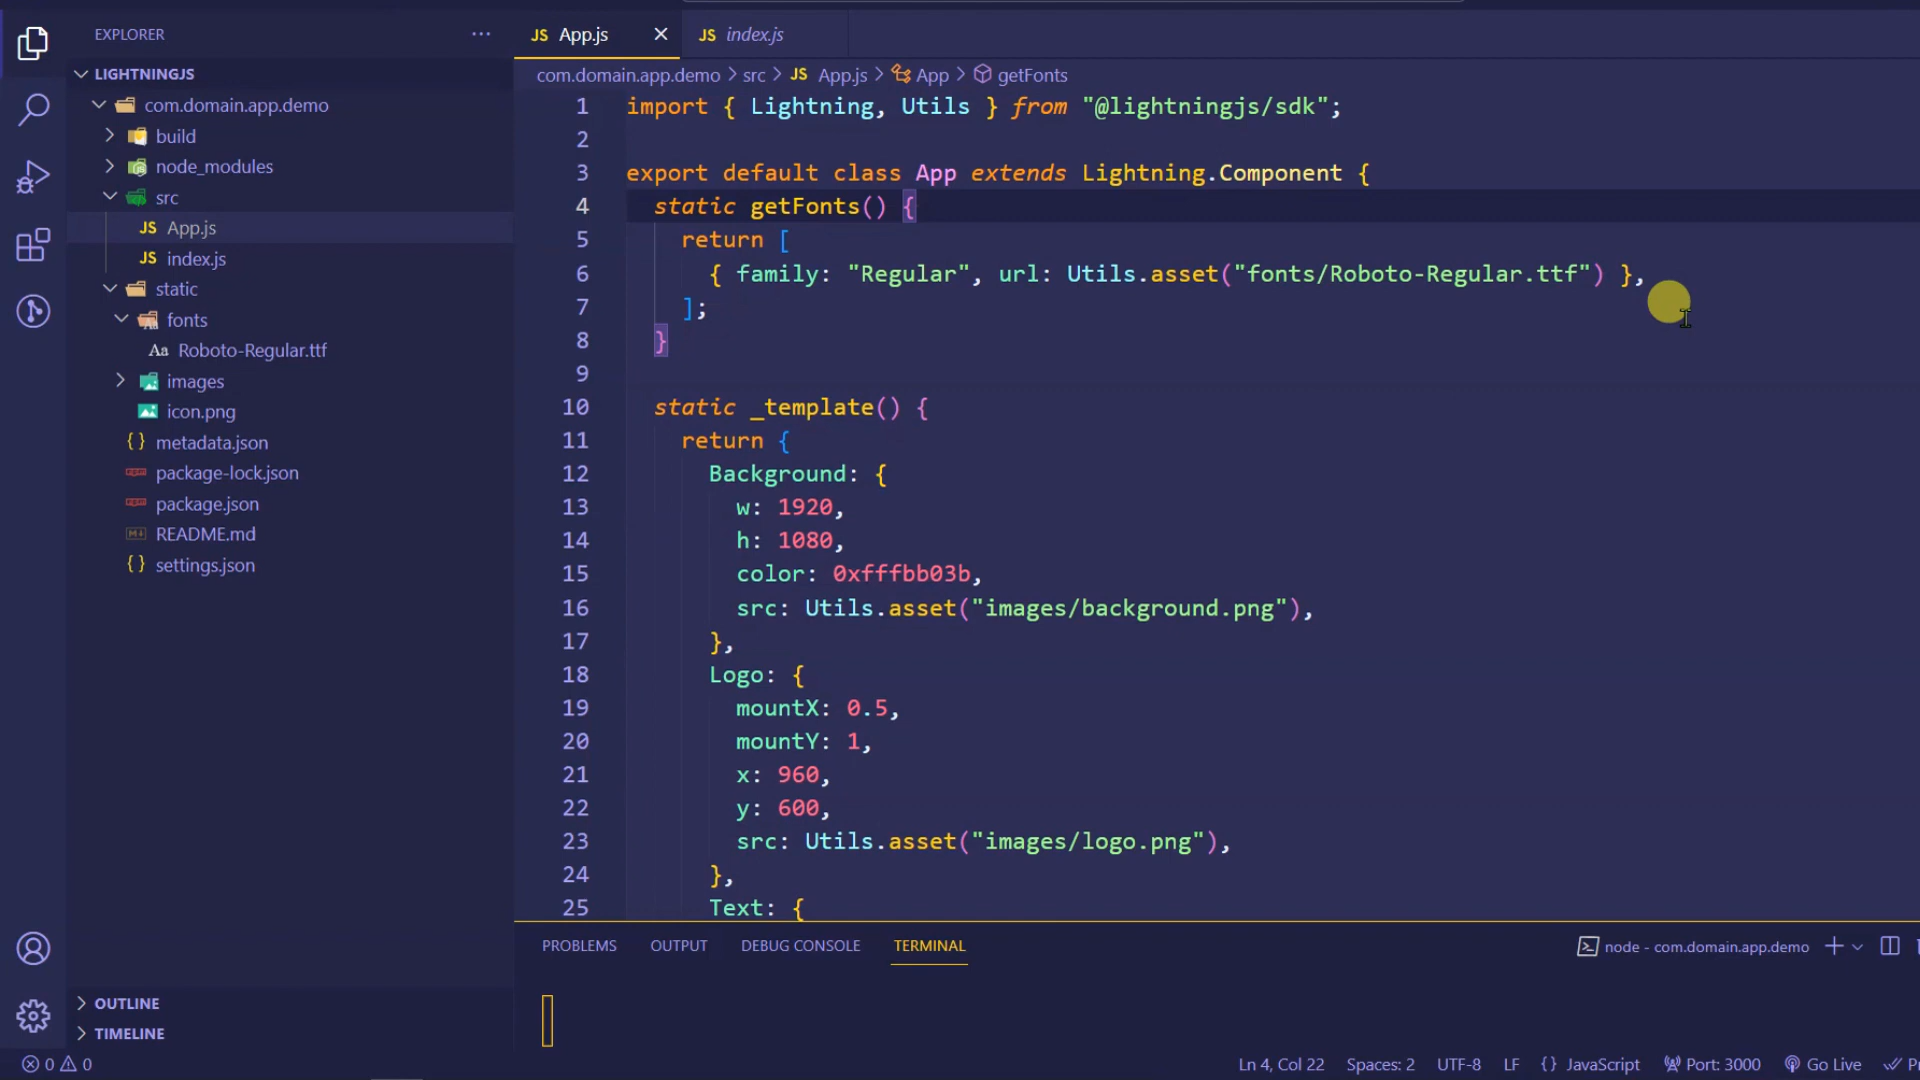 EXPLORER
LIGHTNINGJS
com.domain.app.demo
build
node_modules
src
JS App.js
JS index.js
static
fonts
Aa Roboto-Regular.ttf
images
icon.png
{} metadata.json
package-lock.json
package.json
README.md
{} settings.json
OUTLINE
TIMELINE
JS App.js
JS index.js
com.domain.app.demo > src > JS App.js > App > getFonts
1 import { Lightning, Utils } from "@lightningjs/sdk";
2
3 export default class App extends Lightning.Component {
4 static getFonts() {
5 return [
6 { family: "Regular", url: Utils.asset("fonts/Roboto-Regular.ttf") },
7 ];
8 }
9
10 static _template() {
11 return {
12 Background: {
13 w: 1920,
14 h: 1080,
15 color: 0xfffbb03b,
16 src: Utils.asset("images/background.png"),
17 },
18 Logo: {
19 mountX: 0.5,
20 mountY: 1,
21 x: 960,
22 y: 600,
23 src: Utils.asset("images/logo.png"),
24 },
25 Text: {
PROBLEMS OUTPUT DEBUG CONSOLE TERMINAL
node - com.domain.app.demo
0 0
Ln 4, Col 22 Spaces: 2 UTF-8 LF {} JavaScript Port: 3000 Go Live